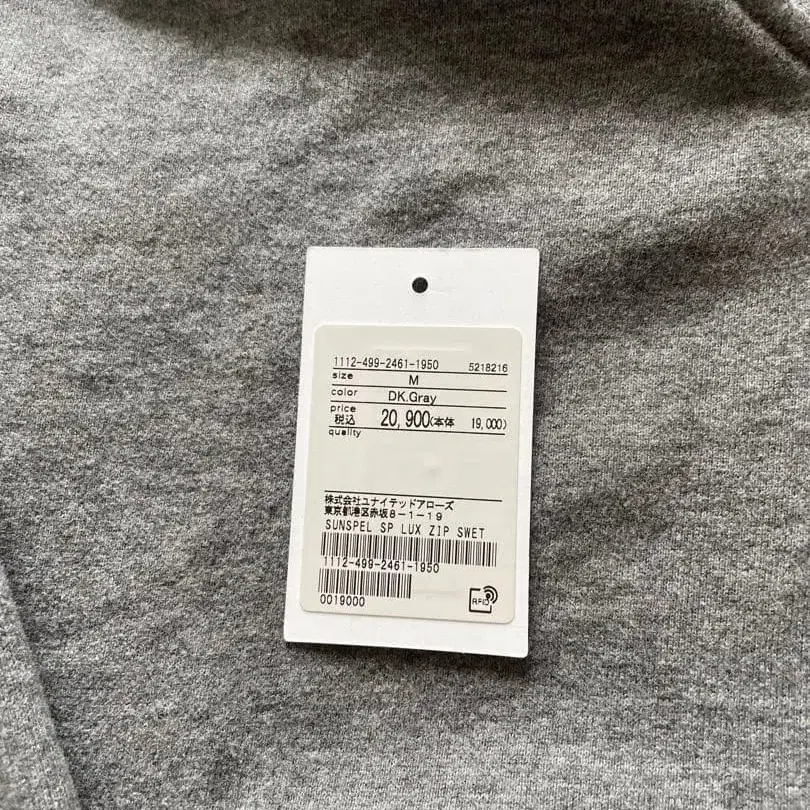 1112-499-2461-1950 5218216
size M
color DK.Gray
price 税込 20,900(本体 19,000)
quality
株式会社ユナイテッドアローズ
東京都港区赤坂8-1-19
SUNSPEL SP LUX ZIP SWET
1112-499-2461-1950
0019000
RFID